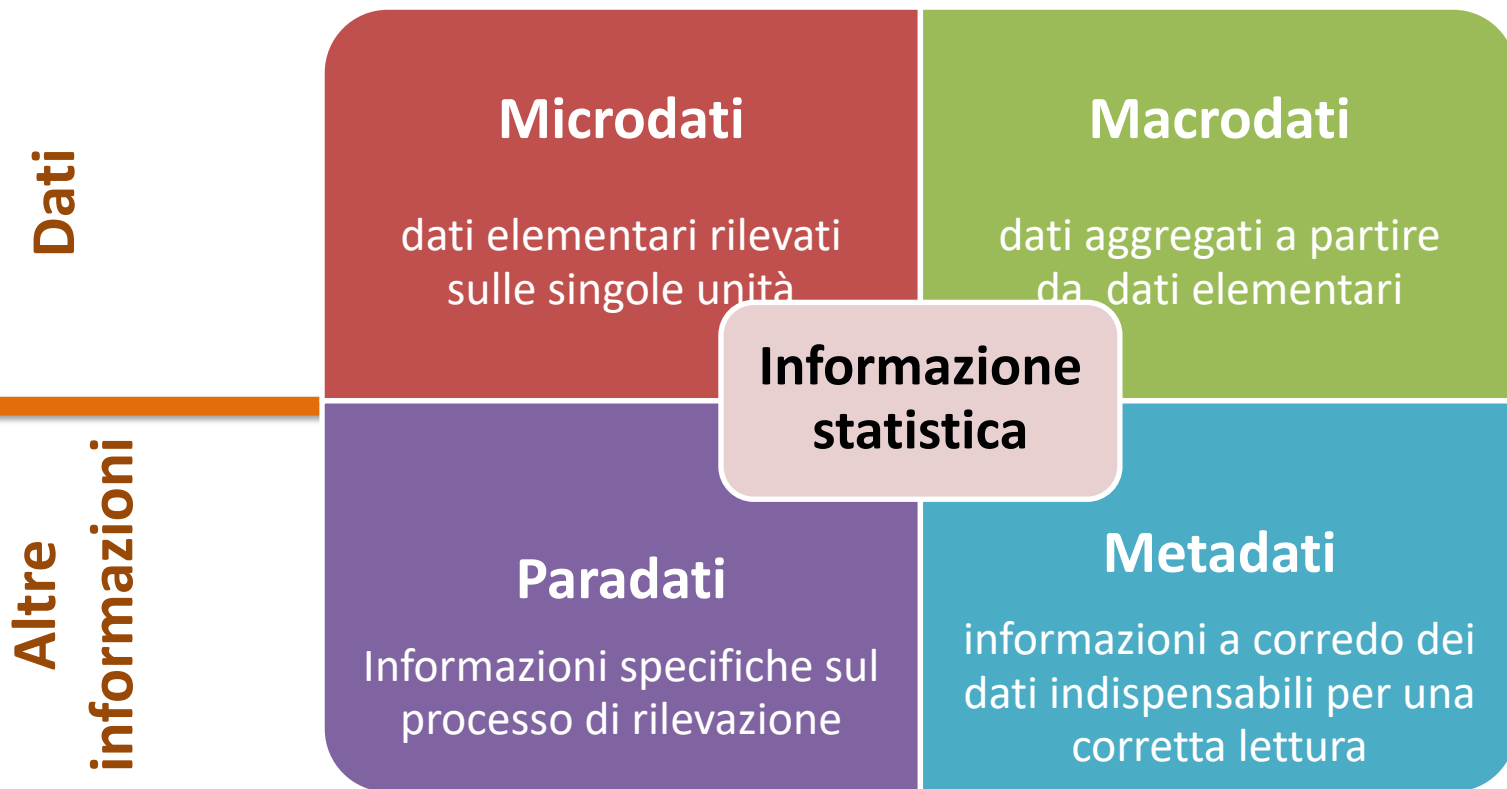 Dati
Microdati
dati elementari rilevati
sulle singole unità
Macrodati
dati aggregati a partire
da dati elementari
Informazione
statistica
Altre
informazioni
Paradati
Informazioni specifiche sul
processo di rilevazione
Metadati
informazioni a corredo dei
dati indispensabili per una
corretta lettura